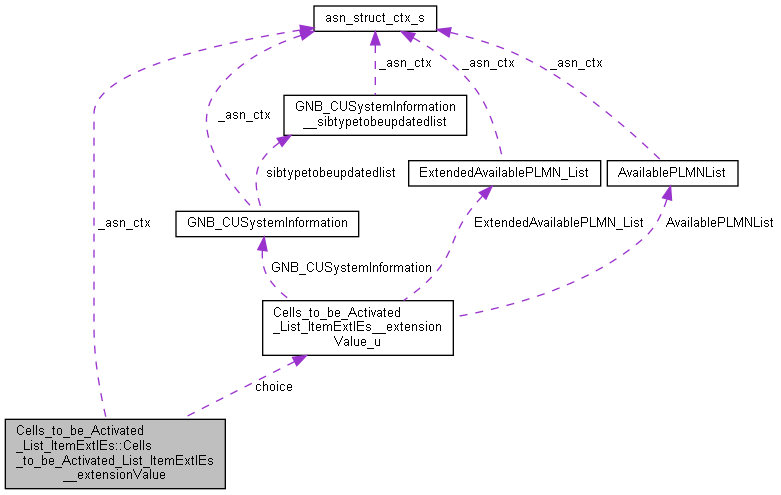 asn_struct_ctx_s
_asn_ctx
_asn_ctx
_asn_ctx
_asn_ctx
GNB_CUSystemInformation
__sibtypetobeupdatedlist
sibtypetobeupdatedlist
ExtendedAvailablePLMN_List
AvailablePLMNList
GNB_CUSystemInformation
_asn_ctx
ExtendedAvailablePLMN_List
AvailablePLMNList
GNB_CUSystemInformation
Cells_to_be_Activated
_List_ItemExtIEs__extension
Value_u
choice
Cells_to_be_Activated
_List_ItemExtIEs::Cells
_to_be_Activated_List_ItemExtIEs
__extensionValue